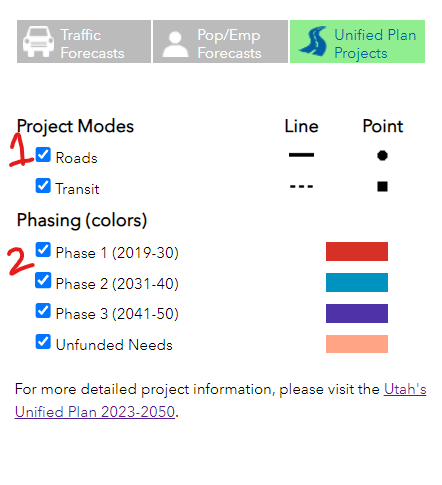 Traffic Forecasts
Pop/Emp Forecasts
Unified Plan Projects
Project Modes Line Point
1
Roads
Transit
Phasing (colors)
2
Phase 1 (2019-30)
Phase 2 (2031-40)
Phase 3 (2041-50)
Unfunded Needs
For more detailed project information, please visit the Utah's
Unified Plan 2023-2050.